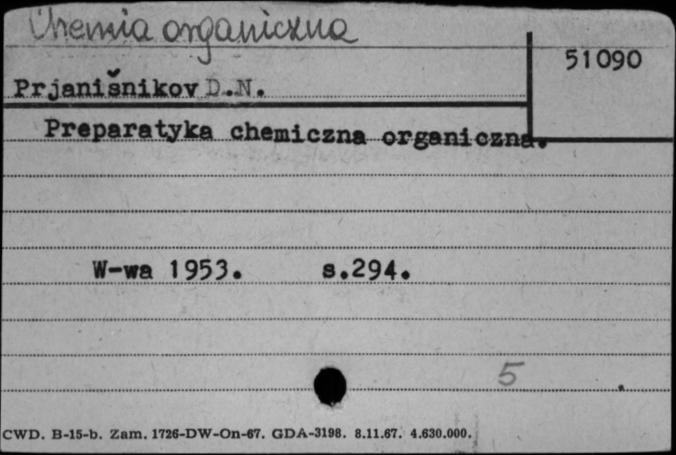 Chemia organiczna
51090
Prjanišnikov D.N.
Preparatyka chemiczna organiczna.
W-wa 1953. s.294.
5
CWD. B-15-b. Zam. 1726-DW-On-67. GDA-3198. 8.11.67. 4.630.000.